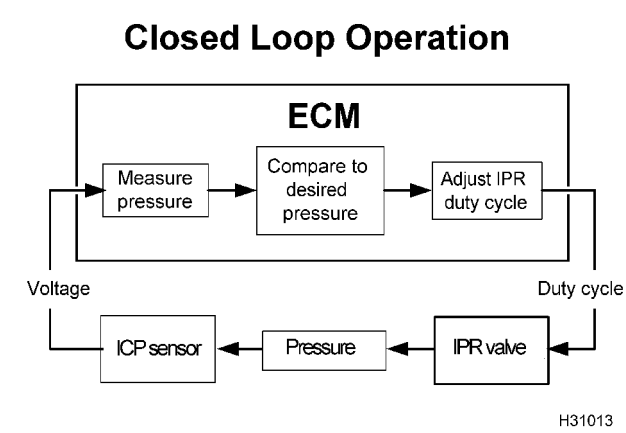 Closed Loop Operation
ECM
Measure
pressure
Compare to
desired
pressure
Adjust IPR
duty cycle
Voltage
Duty cycle
ICP sensor
Pressure
IPR valve
H31013